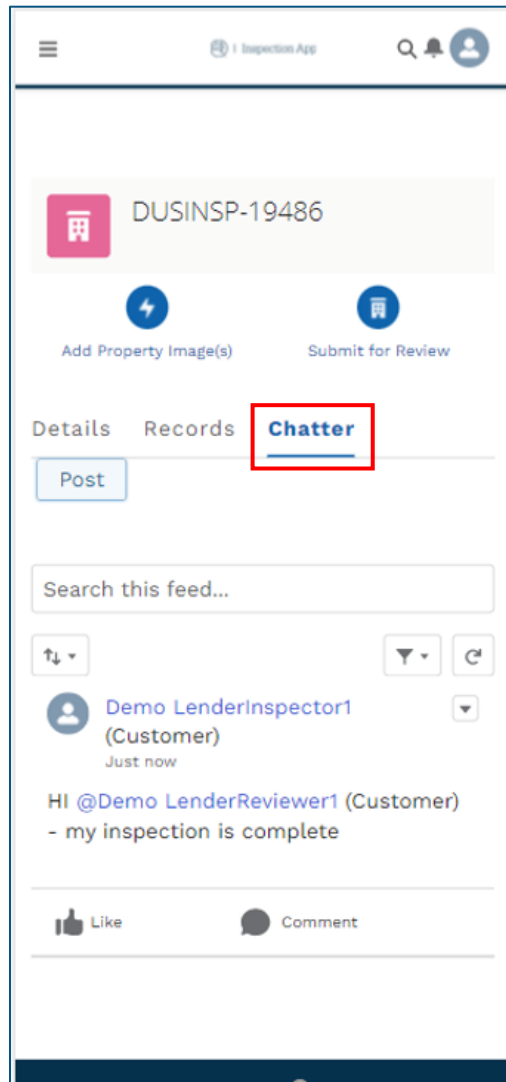 | Inspection App
DUSINSP-19486
Add Property Image(s)
Submit for Review
Details Records Chatter
Post
Search this feed...
Demo LenderInspector1
(Customer)
Just now
HI @Demo LenderReviewer1 (Customer)
- my inspection is complete
Like
Comment